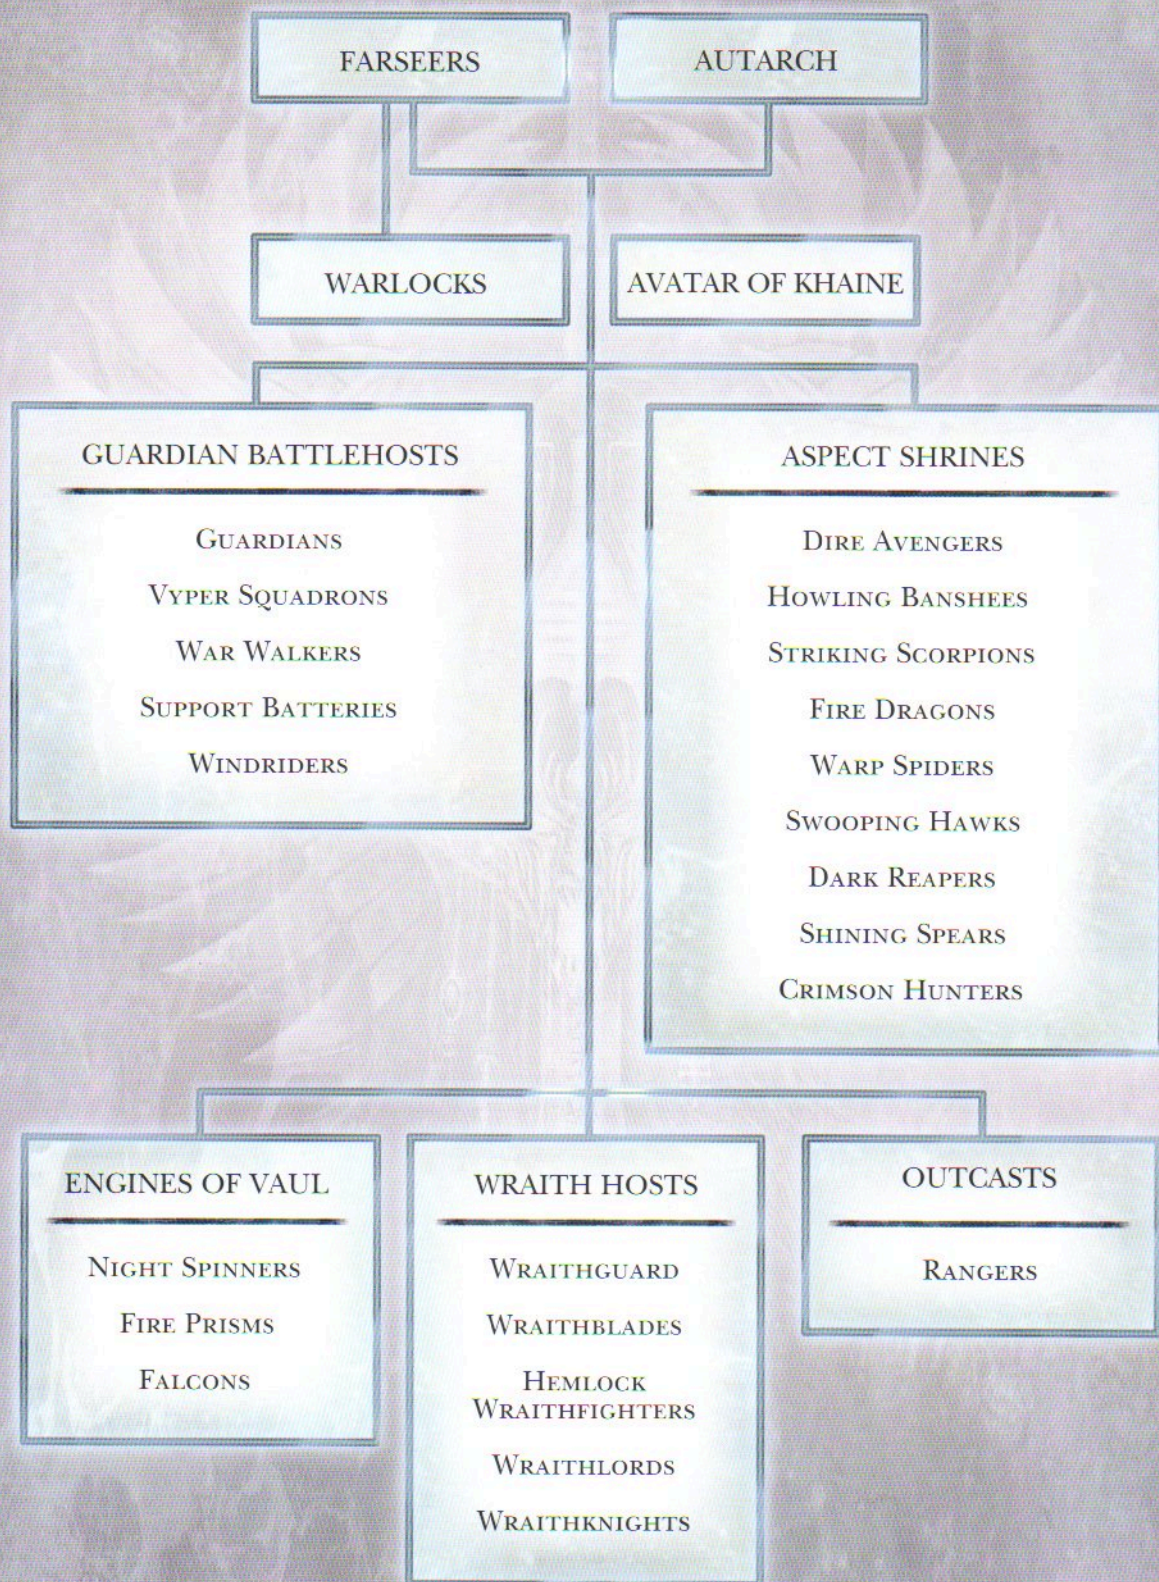 FARSEERS
AUTARCH
WARLOCKS
AVATAR OF KHAINE
GUARDIAN BATTLEHOSTS
GUARDIANS
VYPER SQUADRONS
WAR WALKERS
SUPPORT BATTERIES
WINDRIDERS
ASPECT SHRINES
DIRE AVENGERS
HOWLING BANSHEES
STRIKING SCORPIONS
FIRE DRAGONS
WARP SPIDERS
SWOOPING HAWKS
DARK REAPERS
SHINING SPEARS
CRIMSON HUNTERS
ENGINES OF VAUL
NIGHT SPINNERS
FIRE PRISMS
FALCONS
WRAITH HOSTS
WRAITHGUARD
WRAITHBLADES
HEMLOCK
WRAITHFIGHTERS
WRAITHLORDS
WRAITHKNIGHTS
OUTCASTS
RANGERS